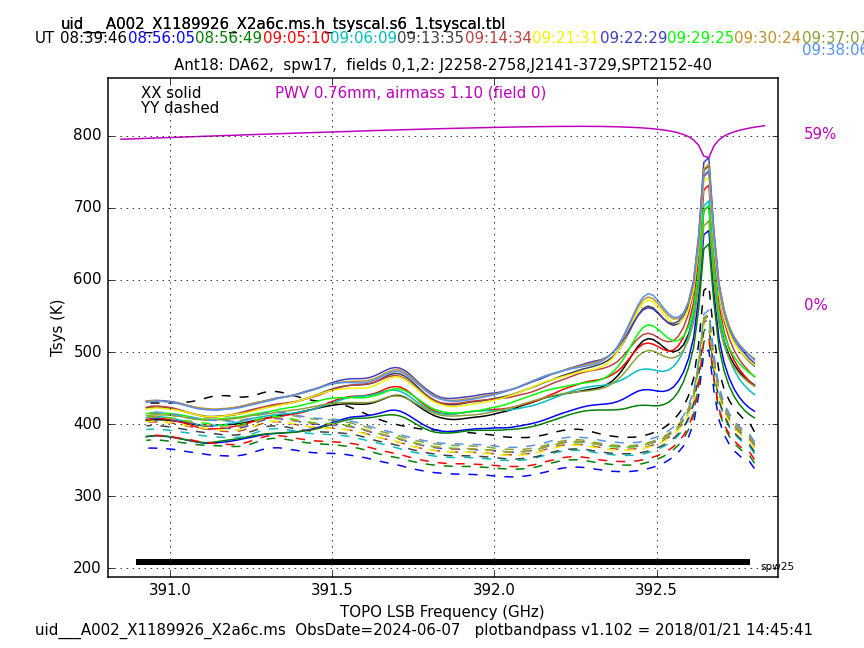 uid___A002_X1189926_X2a6c.ms.h_tsyscal.s6_1.tsyscal.tbl
UT 08:39:46 08:56:05 08:56:49 09:05:10 09:06:09 09:13:35 09:14:34 09:21:31 09:22:29 09:29:25 09:30:24 09:37:07
09:38:06
Ant18: DA62, spw17, fields 0,1,2: J2258-2758,J2141-3729,SPT2152-40
XX solid PWV 0.76mm, airmass 1.10 (field 0)
YY dashed
800
59%
700
600
0%
500
400
300
200
Tsys (K)
spw25
391.0 391.5 392.0 392.5
TOPO LSB Frequency (GHz)
uid___A002_X1189926_X2a6c.ms ObsDate=2024-06-07 plotbandpass v1.102 = 2018/01/21 14:45:41